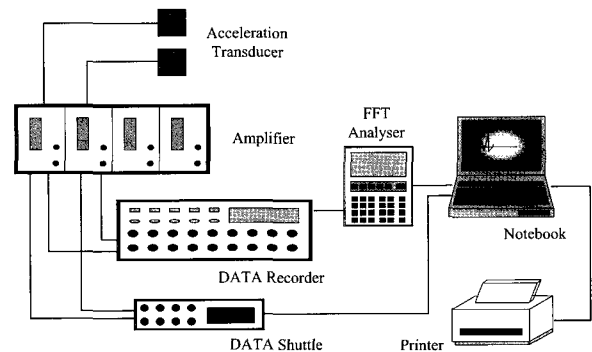 Acceleration
Transducer
Amplifier
FFT
Analyser
Notebook
DATA Recorder
DATA Shuttle
Printer